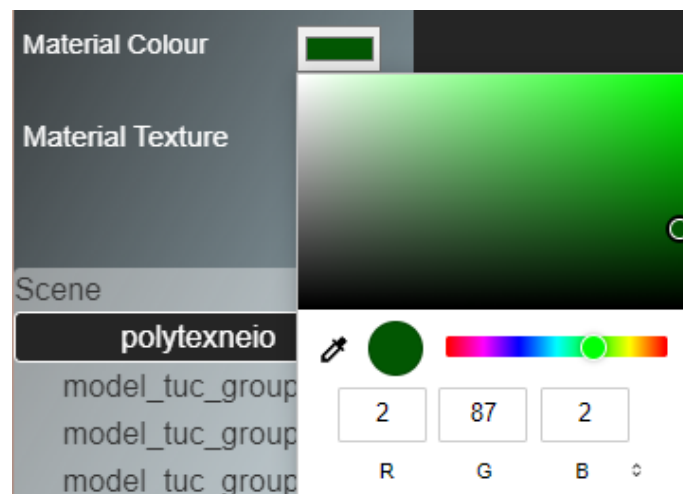 Material Colour
Material Texture
Scene
polytexneio
model_tuc_group
model_tuc_group
model_tuc_group
2 87 2
R G B